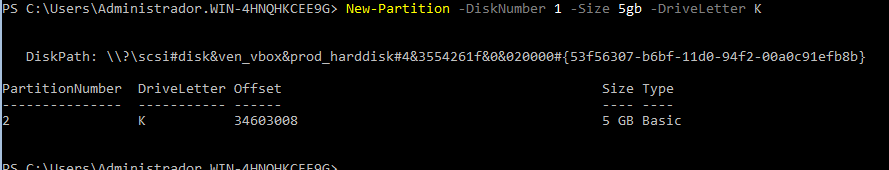 PS C:\Users\Administrador.WIN-4HNQHKCEE9G> New-Partition -DiskNumber 1 -Size 5gb -DriveLetter K
DiskPath: \\?\scsi#disk&ven_vbox&prod_harddisk#4&3554261f&0&020000#{53f56307-b6bf-11d0-94f2-00a0c91efb8b}
PartitionNumber DriveLetter Offset Size Type
--------------- ----------- ------ ---- ----
2 K 34603008 5 GB Basic
PS C:\Users\Administrador.WIN-4HNQHKCEE9G>